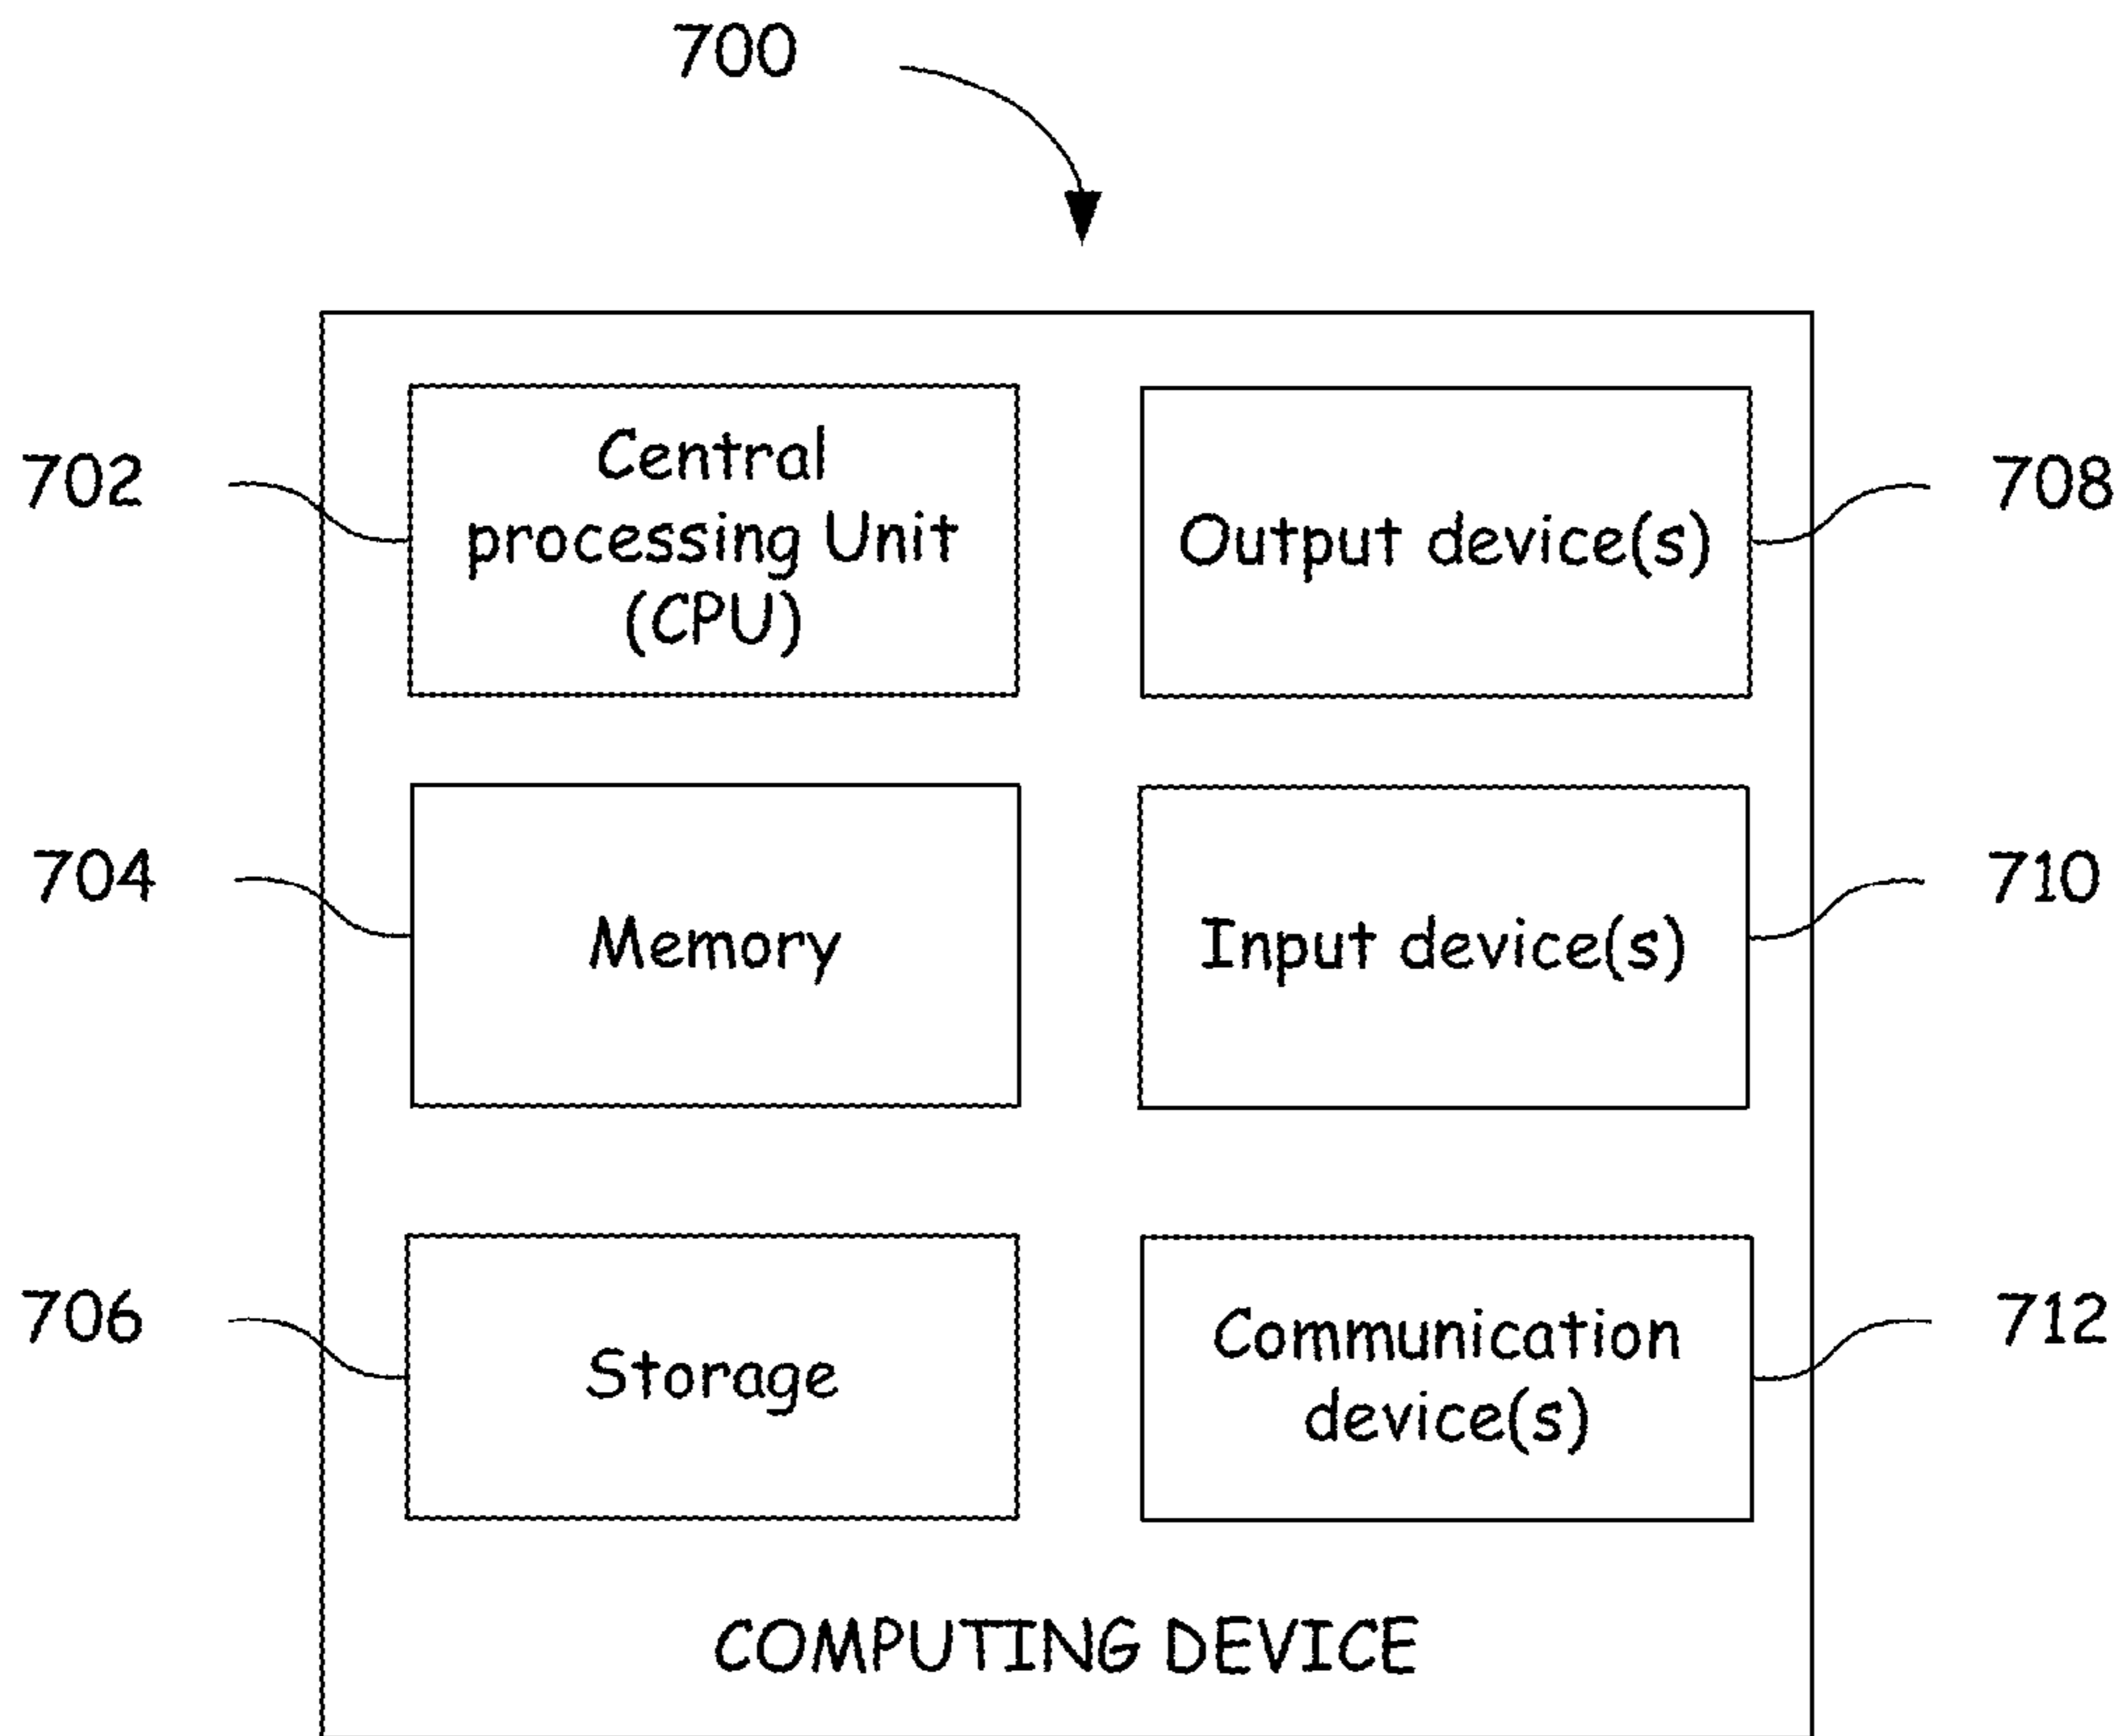 700
702
Central
processing Unit
(CPU)
Output device(s)
708
704
Memory
Input device(s)
710
706
Storage
Communication
device(s)
712
COMPUTING DEVICE